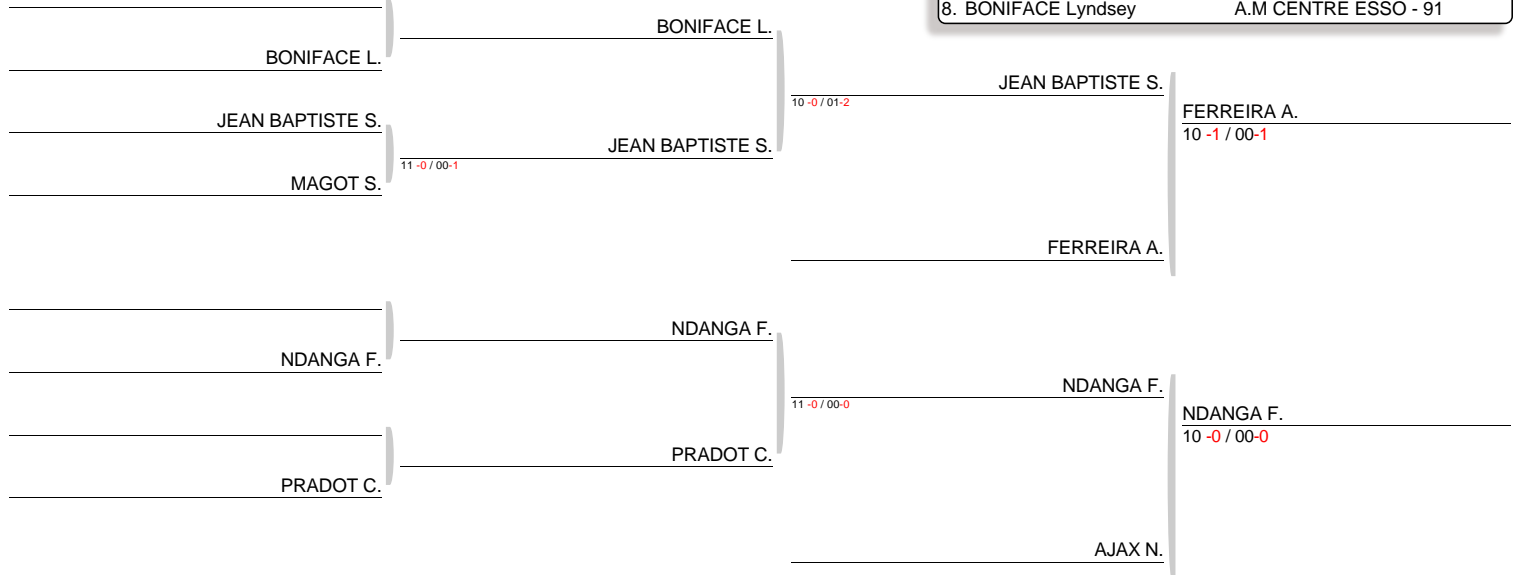 8. BONIFACE Lyndsey A.M CENTRE ESSO - 91
BONIFACE L.
BONIFACE L.
JEAN BAPTISTE S.
10 -0 / 01-2
FERREIRA A.
10 -1 / 00-1
JEAN BAPTISTE S.
JEAN BAPTISTE S.
11 -0 / 00-1
MAGOT S.
FERREIRA A.
NDANGA F.
NDANGA F.
NDANGA F.
11 -0 / 00-0
NDANGA F.
10 -0 / 00-0
PRADOT C.
PRADOT C.
AJAX N.